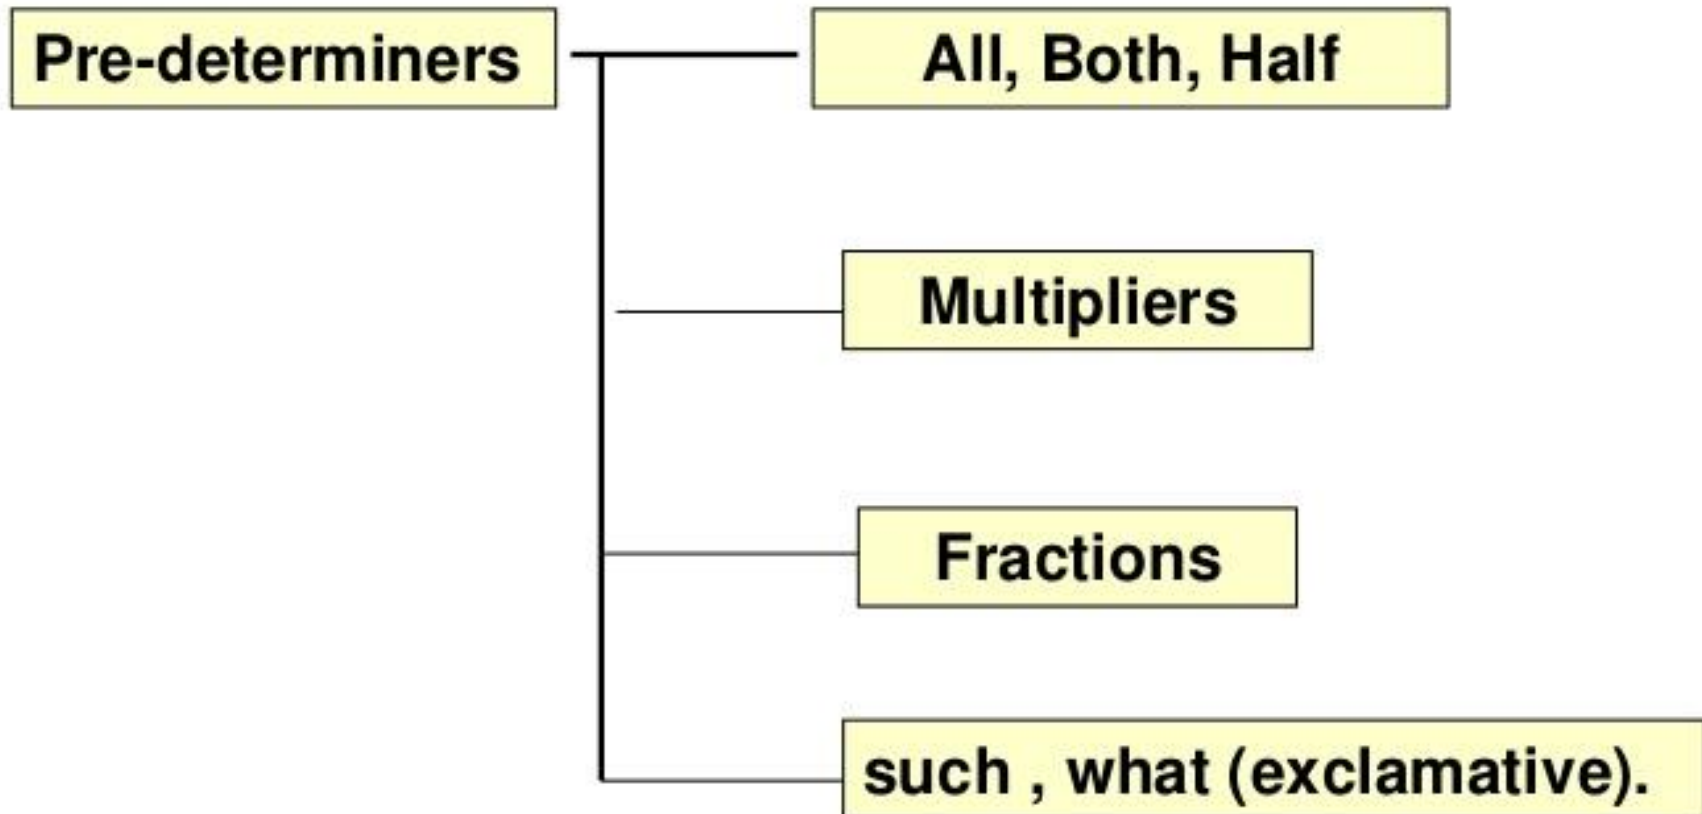 Pre-determiners
All, Both, Half
Multipliers
Fractions
such , what (exclamative).